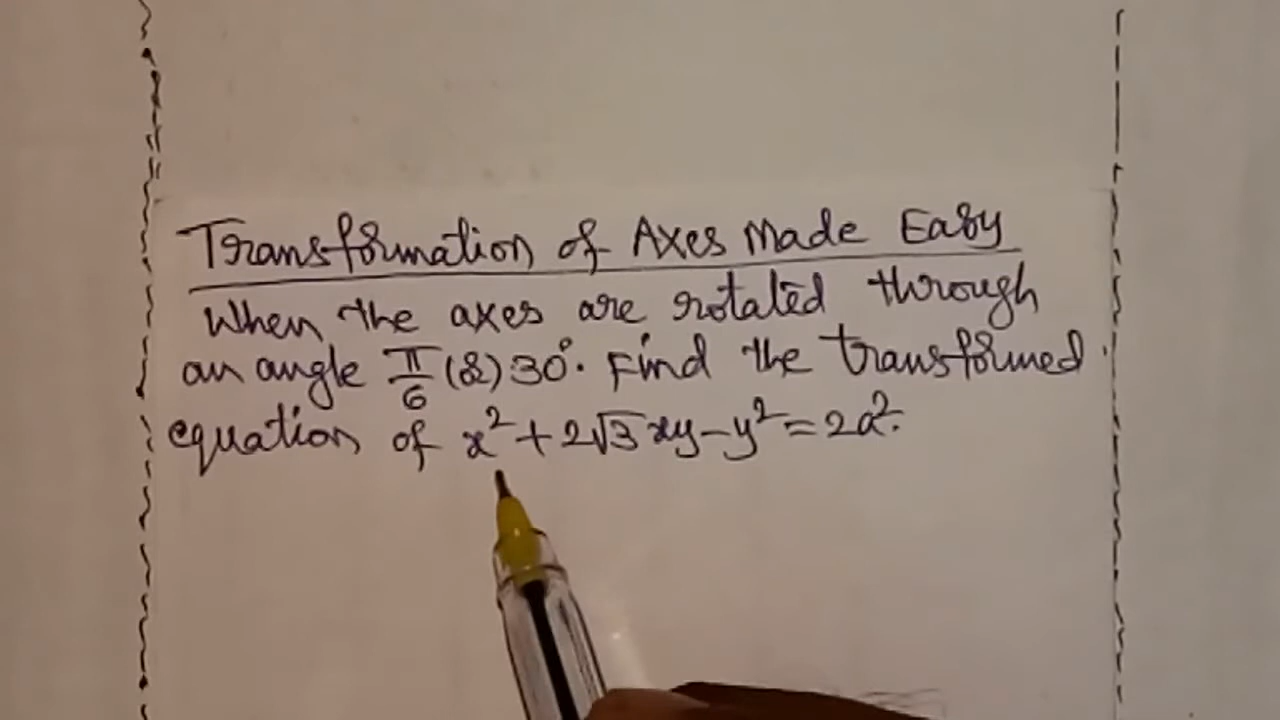 Transformation of Axes Made Easy
When the axes are rotated through
an angle π/6 (or) 30°. Find the transformed
equation of x² + 2√3 xy - y² = 2a².